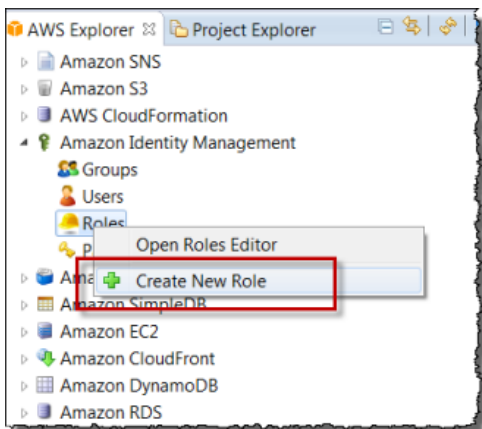 AWS Explorer Project Explorer
Amazon SNS
Amazon S3
AWS CloudFormation
Amazon Identity Management
Groups
Users
Roles
Open Roles Editor
Create New Role
Amazon SimpleDB
Amazon EC2
Amazon CloudFront
Amazon DynamoDB
Amazon RDS